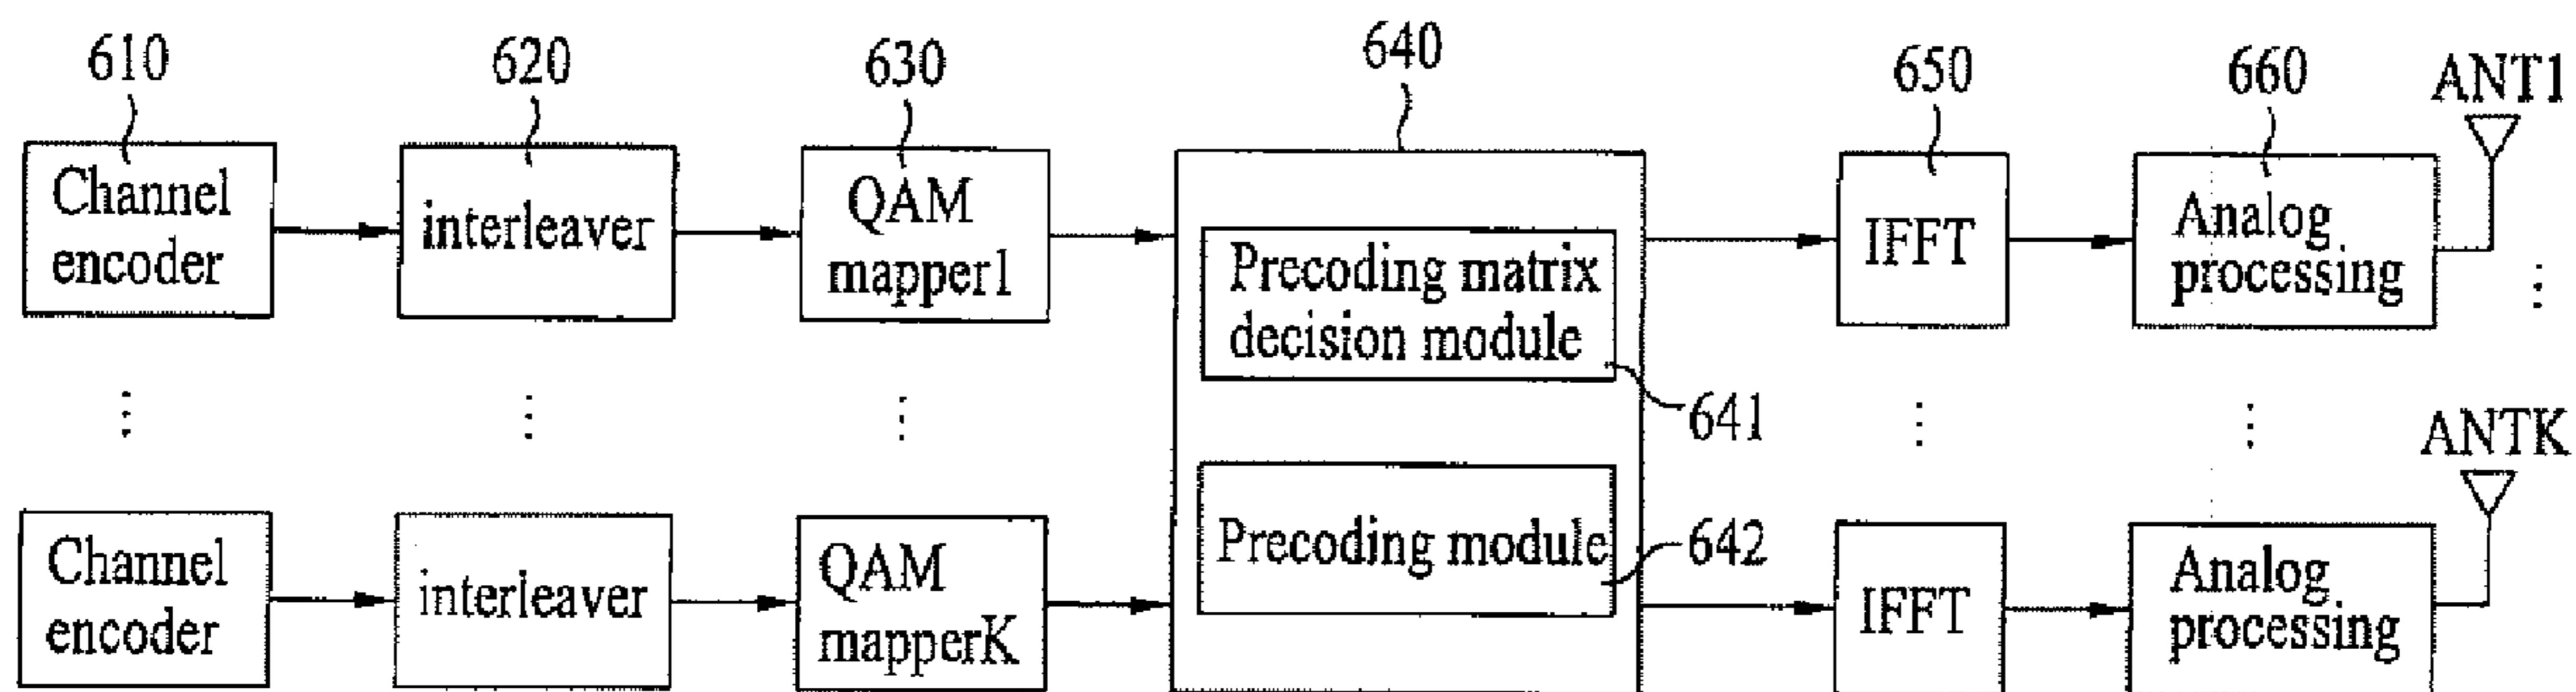 610
620
630
640
650
660
ANT1
Channel
encoder
interleaver
QAM
mapper1
Precoding matrix
decision module
641
IFFT
Analog
processing
ANTK
Channel
encoder
interleaver
QAM
mapperK
Precoding module
642
IFFT
Analog
processing